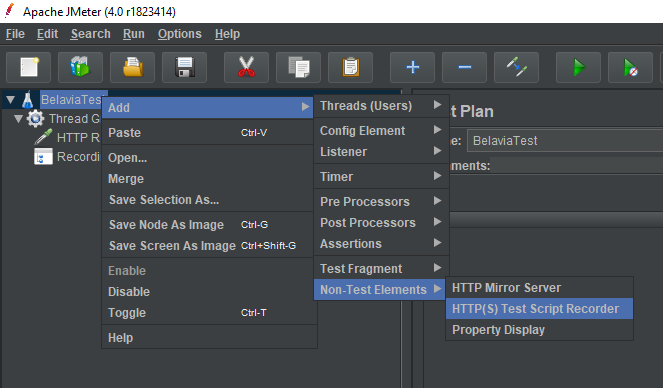 Apache JMeter (4.0 r1823414)
File Edit Search Run Options Help
BelaviaTest
Thread G
HTTP R
Recordi
Add
Paste Ctrl-V
Open...
Merge
Save Selection As...
Save Node As Image Ctrl-G
Save Screen As Image Ctrl+Shift-G
Enable
Disable
Toggle Ctrl-T
Help
Threads (Users)
Config Element
Listener
Timer
Pre Processors
Post Processors
Assertions
Test Fragment
Non-Test Elements
HTTP Mirror Server
HTTP(S) Test Script Recorder
Property Display
t Plan
me: BelaviaTest
mments: